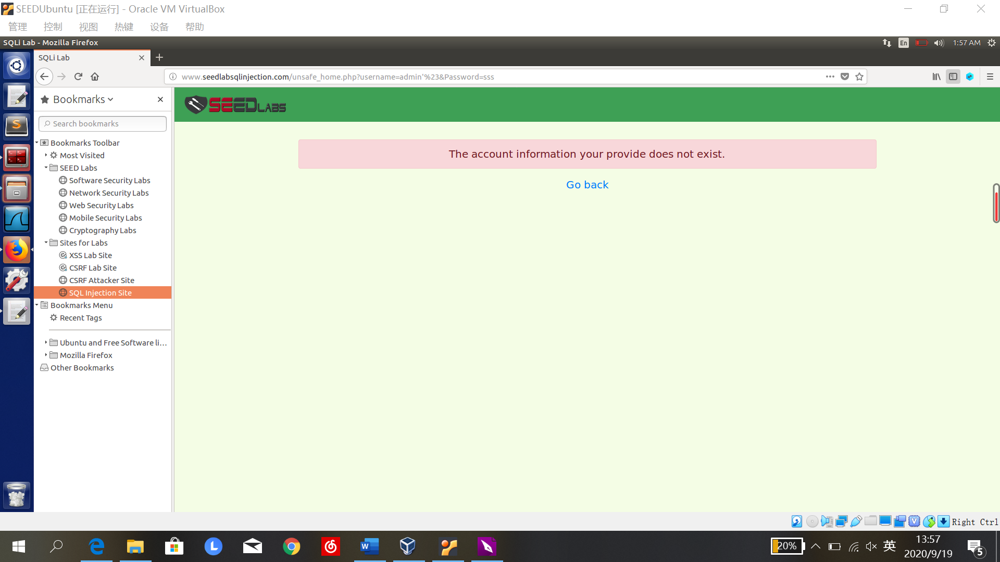 SEEDUbuntu [正在运行] - Oracle VM VirtualBox
管理 控制 视图 热键 设备 帮助
SQLi Lab - Mozilla Firefox
En
1:57 AM
SQLi Lab
www.seedlabsqlinjection.com/unsafe_home.php?username=admin'%23&Password=sss
Bookmarks
SEEDLABS
Search bookmarks
Bookmarks Toolbar
Most Visited
SEED Labs
Software Security Labs
Network Security Labs
Web Security Labs
Mobile Security Labs
Cryptography Labs
Sites for Labs
XSS Lab Site
CSRF Lab Site
CSRF Attacker Site
SQL Injection Site
Bookmarks Menu
Recent Tags
Ubuntu and Free Software li...
Mozilla Firefox
Other Bookmarks
The account information your provide does not exist.
Go back
Right Ctrl
20%
英
13:57
2020/9/19
5